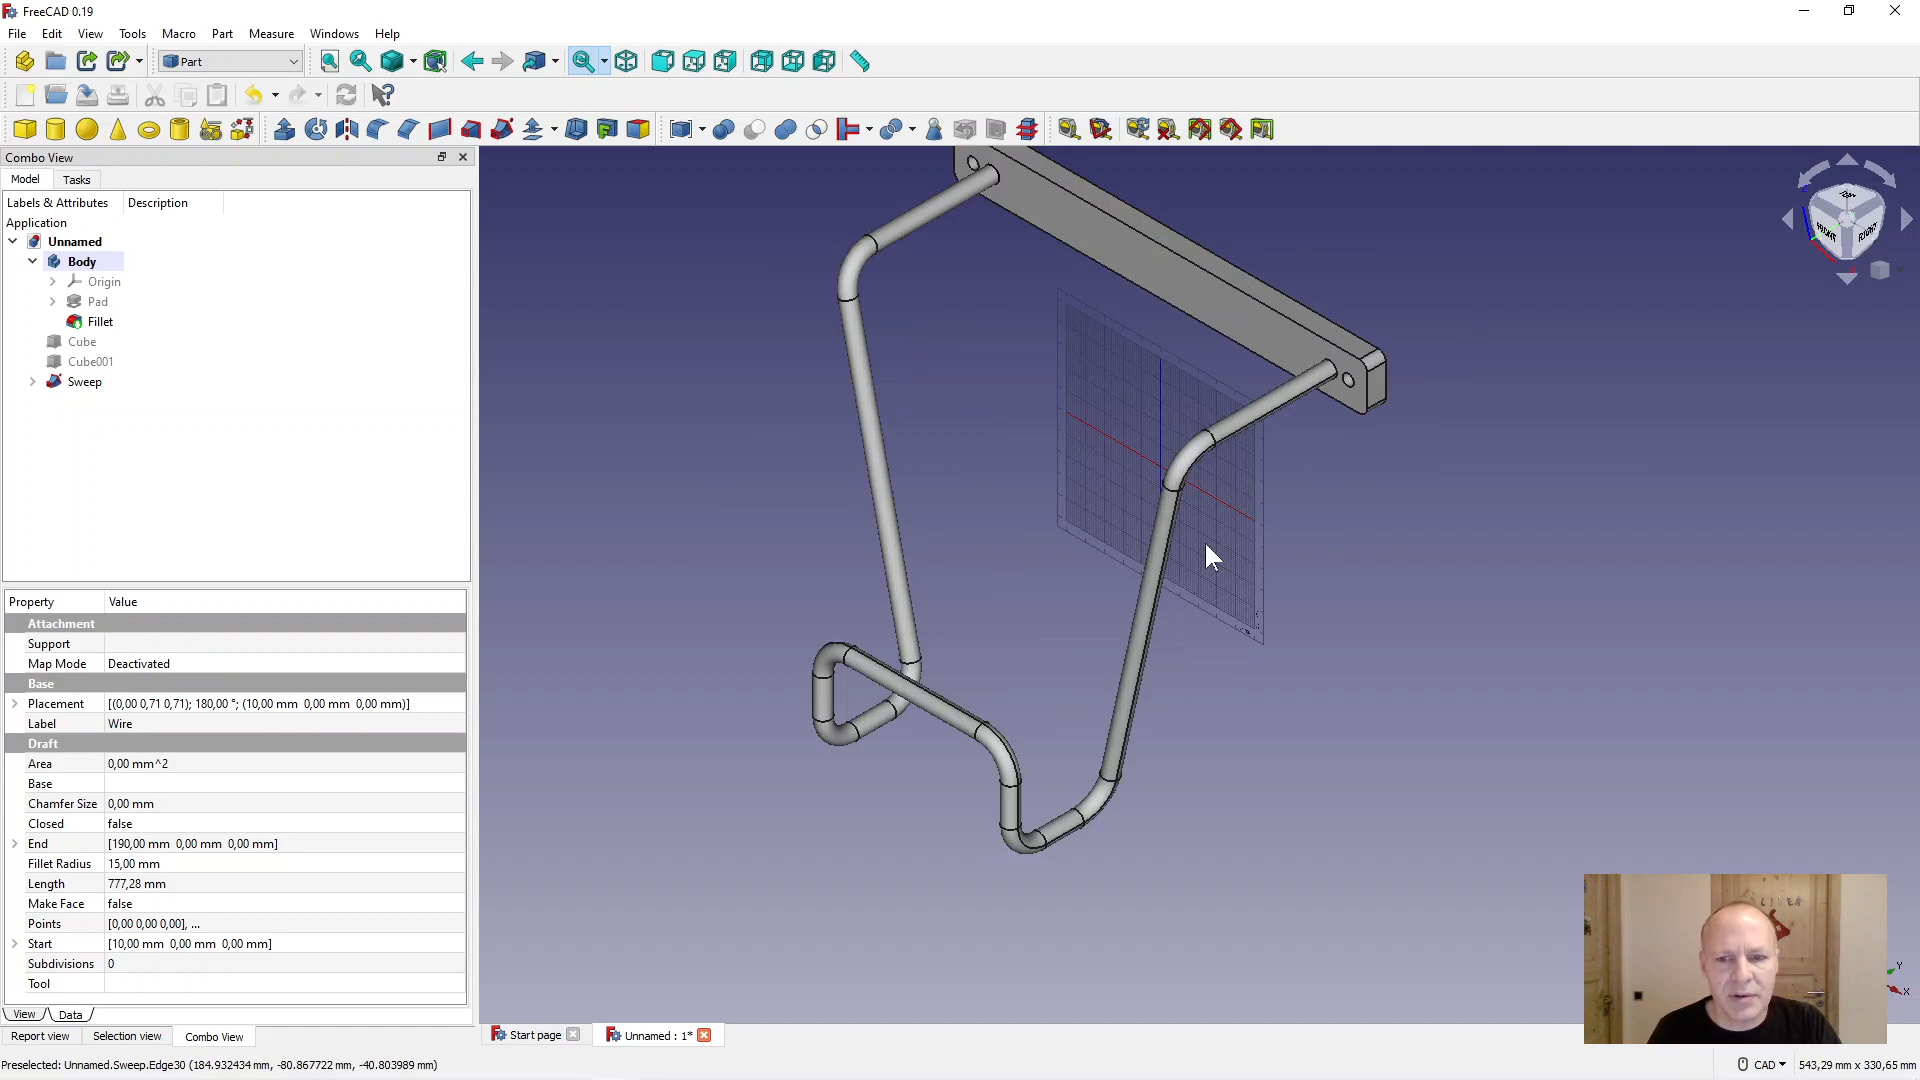 FreeCAD 0.19
File Edit View Tools Macro Part Measure Windows Help
Part
Combo View
Model Tasks
Labels & Attributes Description
Application
Unnamed
Body
Origin
Pad
Fillet
Cube
Cube001
Sweep
Property Value
Attachment
Support
Map Mode Deactivated
Base
Placement [(0,00 0,71 0,71); 180,00 °; (10,00 mm 0,00 mm 0,00 mm)]
Label Wire
Draft
Area 0,00 mm^2
Base
Chamfer Size 0,00 mm
Closed false
End [190,00 mm 0,00 mm 0,00 mm]
Fillet Radius 15,00 mm
Length 777,28 mm
Make Face false
Points [0,00 0,00 0,00], ...
Start [10,00 mm 0,00 mm 0,00 mm]
Subdivisions 0
Tool
View Data
Report view Selection view Combo View
Start page Unnamed : 1*
Preselected: Unnamed.Sweep.Edge30 (184.932434 mm, -80.867722 mm, -40.803989 mm)
CAD 543,29 mm x 330,65 mm
FRONT RIGHT
Y
X